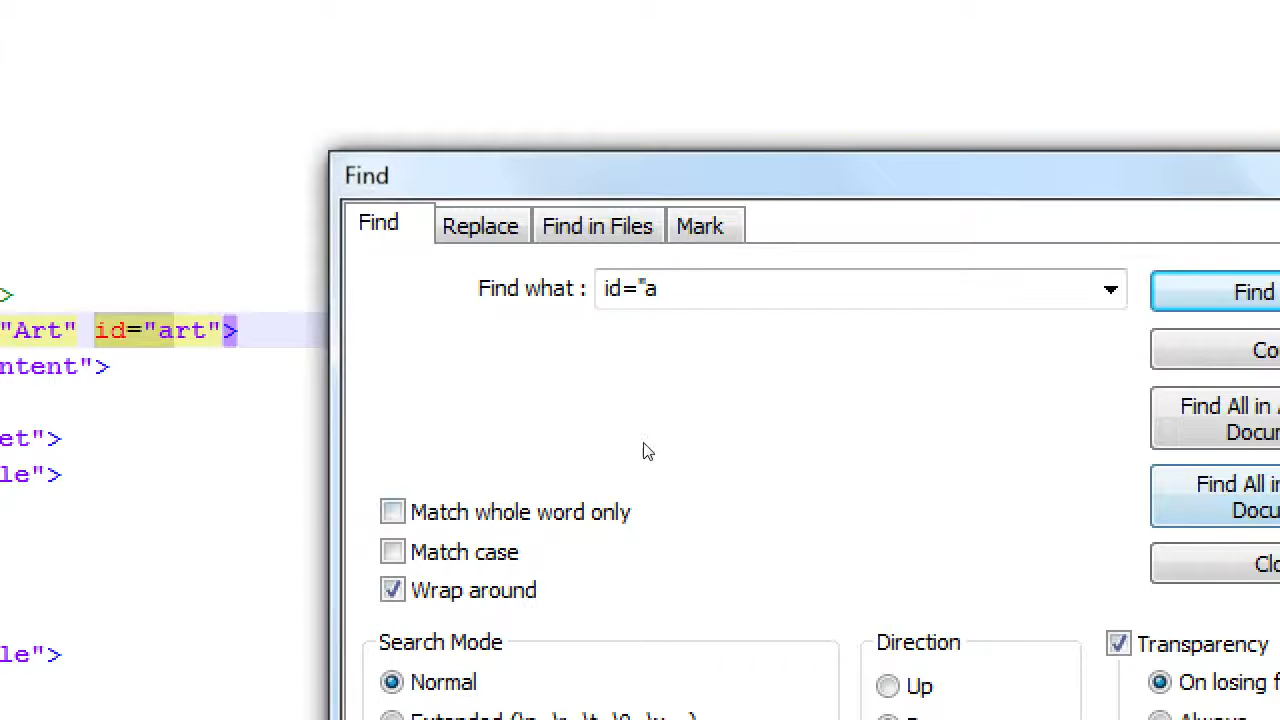 Find
Find Replace Find in Files Mark
Find what : id="a Find
>
"Art" id="art">
ntent"> Co
Find All in
Docu
et">
le"> Find All in
Docu
Match whole word only
Match case Clo
Wrap around
Search Mode Direction Transparency
le">
Normal Up On losing f